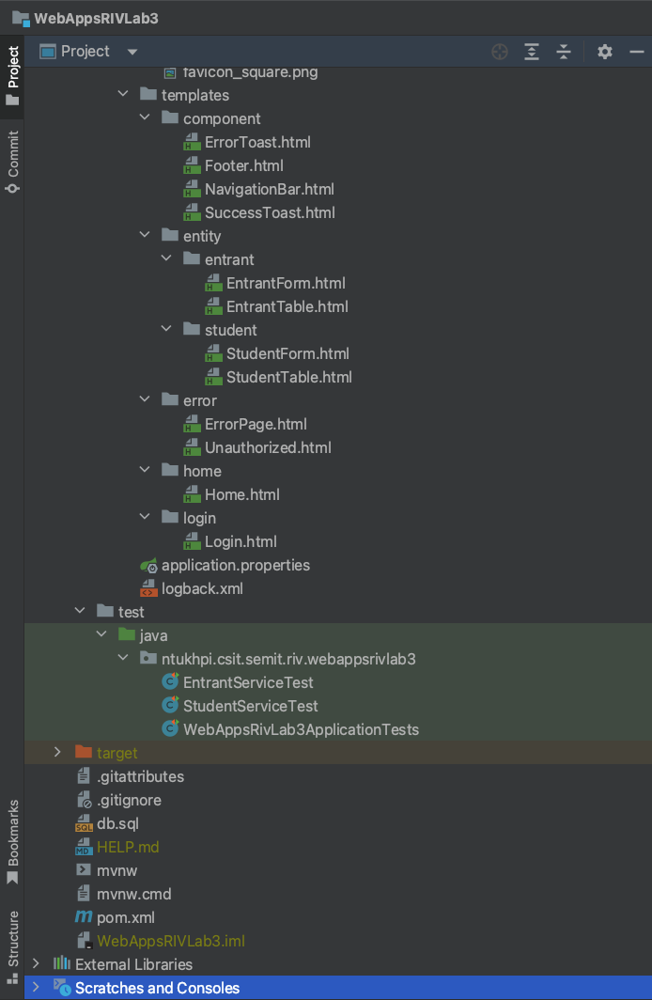 WebAppsRIVLab3
Project
Project
Commit
favicon_square.png
templates
component
ErrorToast.html
Footer.html
NavigationBar.html
SuccessToast.html
entity
entrant
EntrantForm.html
EntrantTable.html
student
StudentForm.html
StudentTable.html
error
ErrorPage.html
Unauthorized.html
home
Home.html
login
Login.html
application.properties
logback.xml
test
java
ntukhpi.csit.semit.riv.webappsrivlab3
EntrantServiceTest
StudentServiceTest
WebAppsRivLab3ApplicationTests
target
.gitattributes
.gitignore
db.sql
HELP.md
mvnw
mvnw.cmd
pom.xml
WebAppsRIVLab3.iml
External Libraries
Scratches and Consoles
Bookmarks
Structure